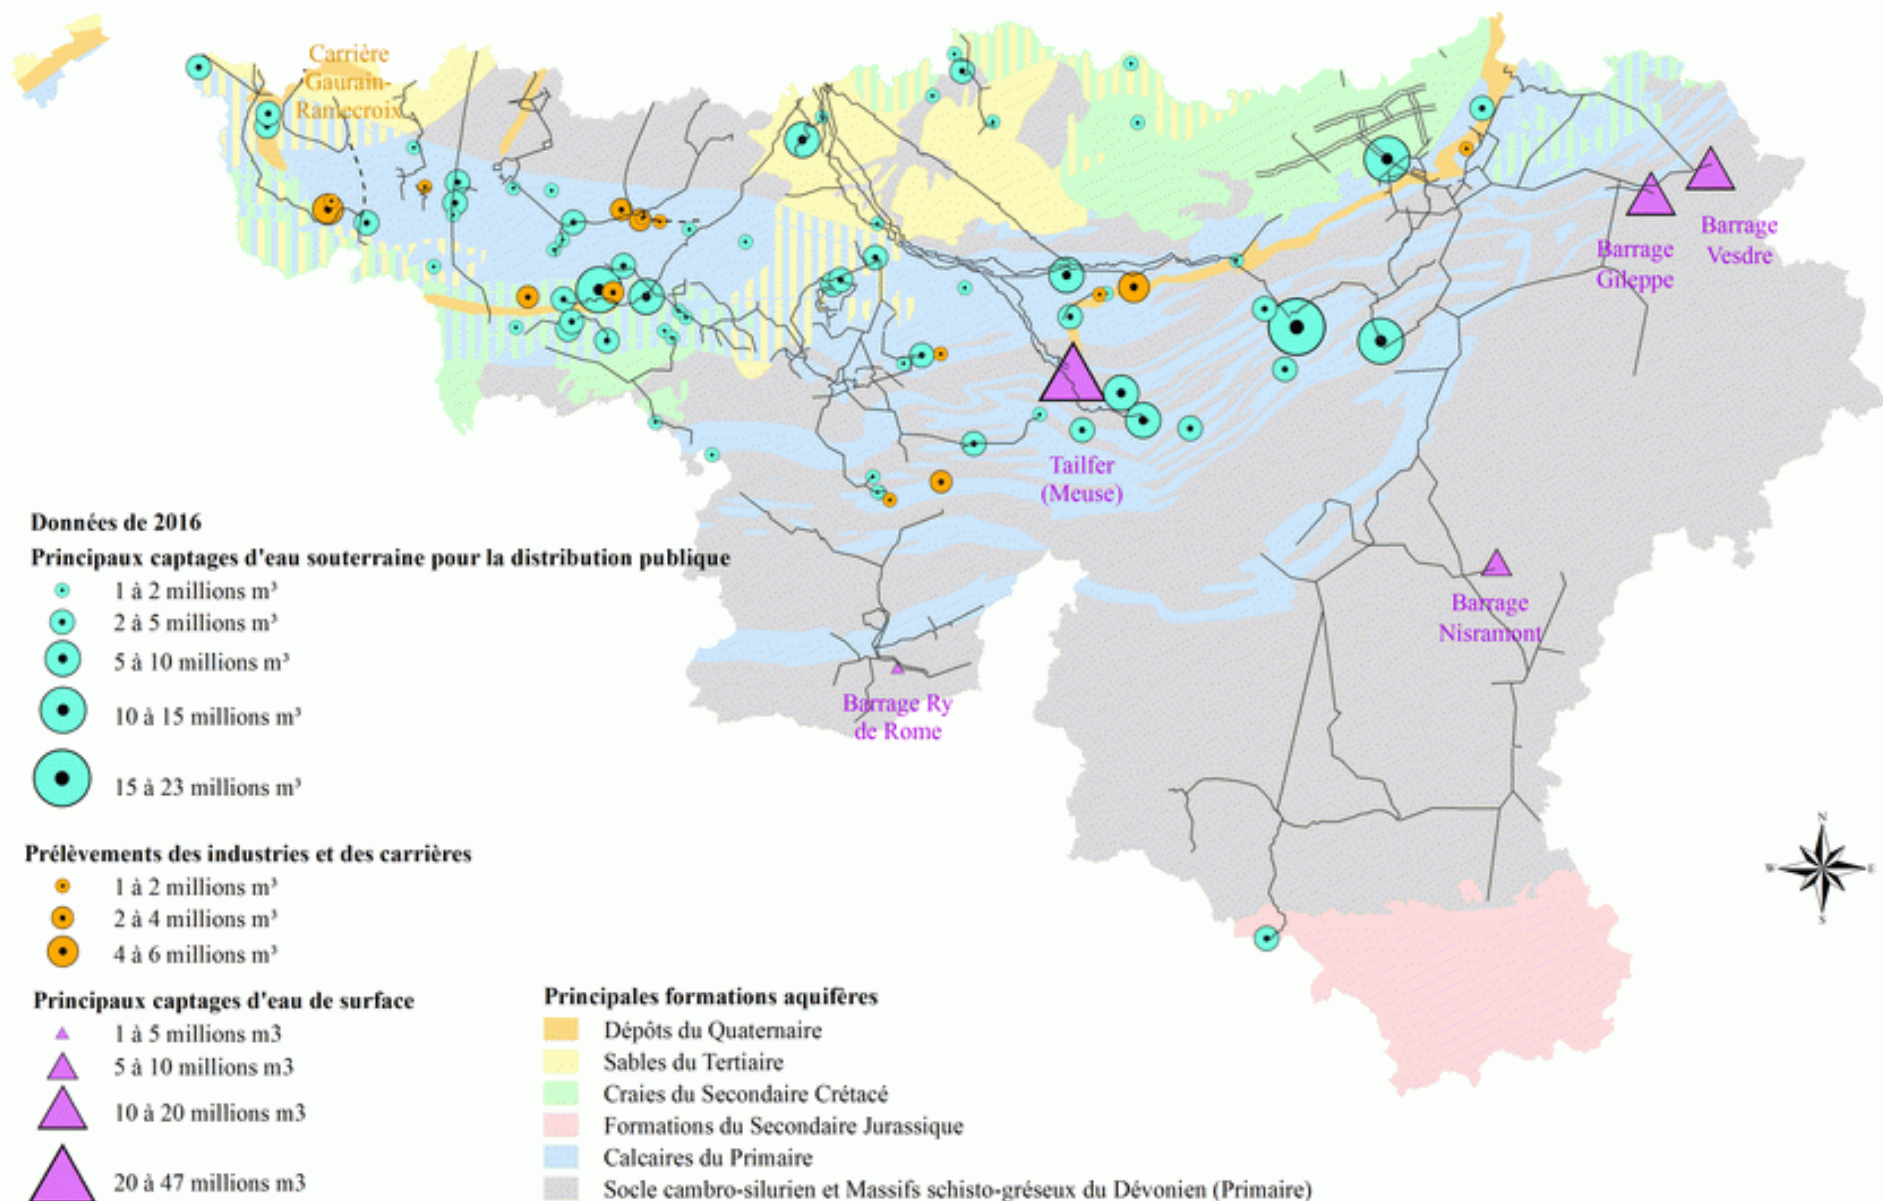 Carrière
Gaurain-
Ramecroix
Barrage
Vesdre
Barrage
Gileppe
Tailfer
(Meuse)
Barrage
Nisramont
Barrage Ry
de Rome
Données de 2016
Principaux captages d'eau souterraine pour la distribution publique
1 à 2 millions m³
2 à 5 millions m³
5 à 10 millions m³
10 à 15 millions m³
15 à 23 millions m³
Prélèvements des industries et des carrières
1 à 2 millions m³
2 à 4 millions m³
4 à 6 millions m³
Principaux captages d'eau de surface
1 à 5 millions m3
5 à 10 millions m3
10 à 20 millions m3
20 à 47 millions m3
Principales formations aquifères
Dépôts du Quaternaire
Sables du Tertiaire
Craies du Secondaire Crétacé
Formations du Secondaire Jurassique
Calcaires du Primaire
Socle cambro-silurien et Massifs schisto-gréseux du Dévonien (Primaire)
N
W
E
S